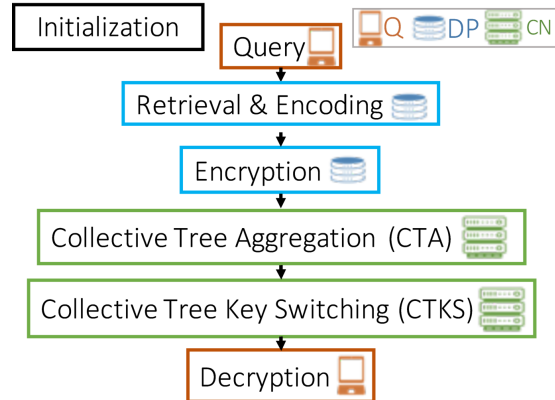 Initialization
Q DP CN
Query
Retrieval & Encoding
Encryption
Collective Tree Aggregation (CTA)
Collective Tree Key Switching (CTKS)
Decryption